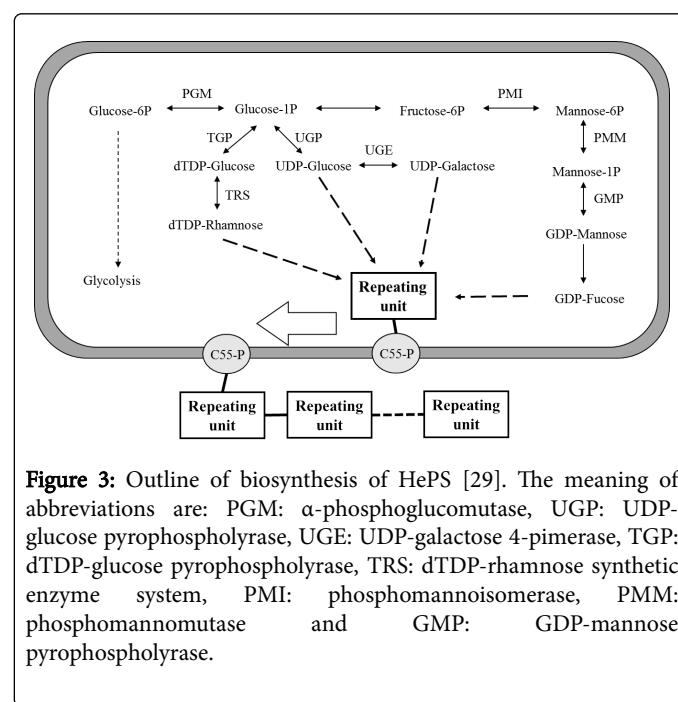 PGM
PMI
Glucose-6P
Glucose-1P
Fructose-6P
Mannose-6P
TGP
UGP
UGE
PMM
dTDP-Glucose
UDP-Glucose
UDP-Galactose
Mannose-1P
TRS
GMP
dTDP-Rhamnose
GDP-Mannose
Glycolysis
Repeating
unit
GDP-Fucose
C55-P
C55-P
Repeating
unit
Repeating
unit
Repeating
unit
Figure 3: Outline of biosynthesis of HePS [29]. The meaning of
abbreviations are: PGM: α-phosphoglucomutase, UGP: UDP-
glucose pyrophospholyrase, UGE: UDP-galactose 4-pimerase, TGP:
dTDP-glucose pyrophospholyrase, TRS: dTDP-rhamnose synthetic
enzyme system, PMI: phosphomannoisomerase, PMM:
phosphomannomutase and GMP: GDP-mannose
pyrophospholyrase.